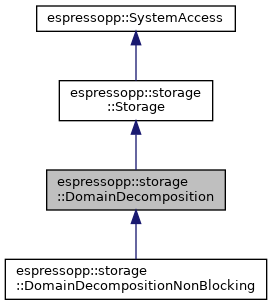 espressopp::SystemAccess
espressopp::storage
::Storage
espressopp::storage
::DomainDecomposition
espressopp::storage
::DomainDecompositionNonBlocking